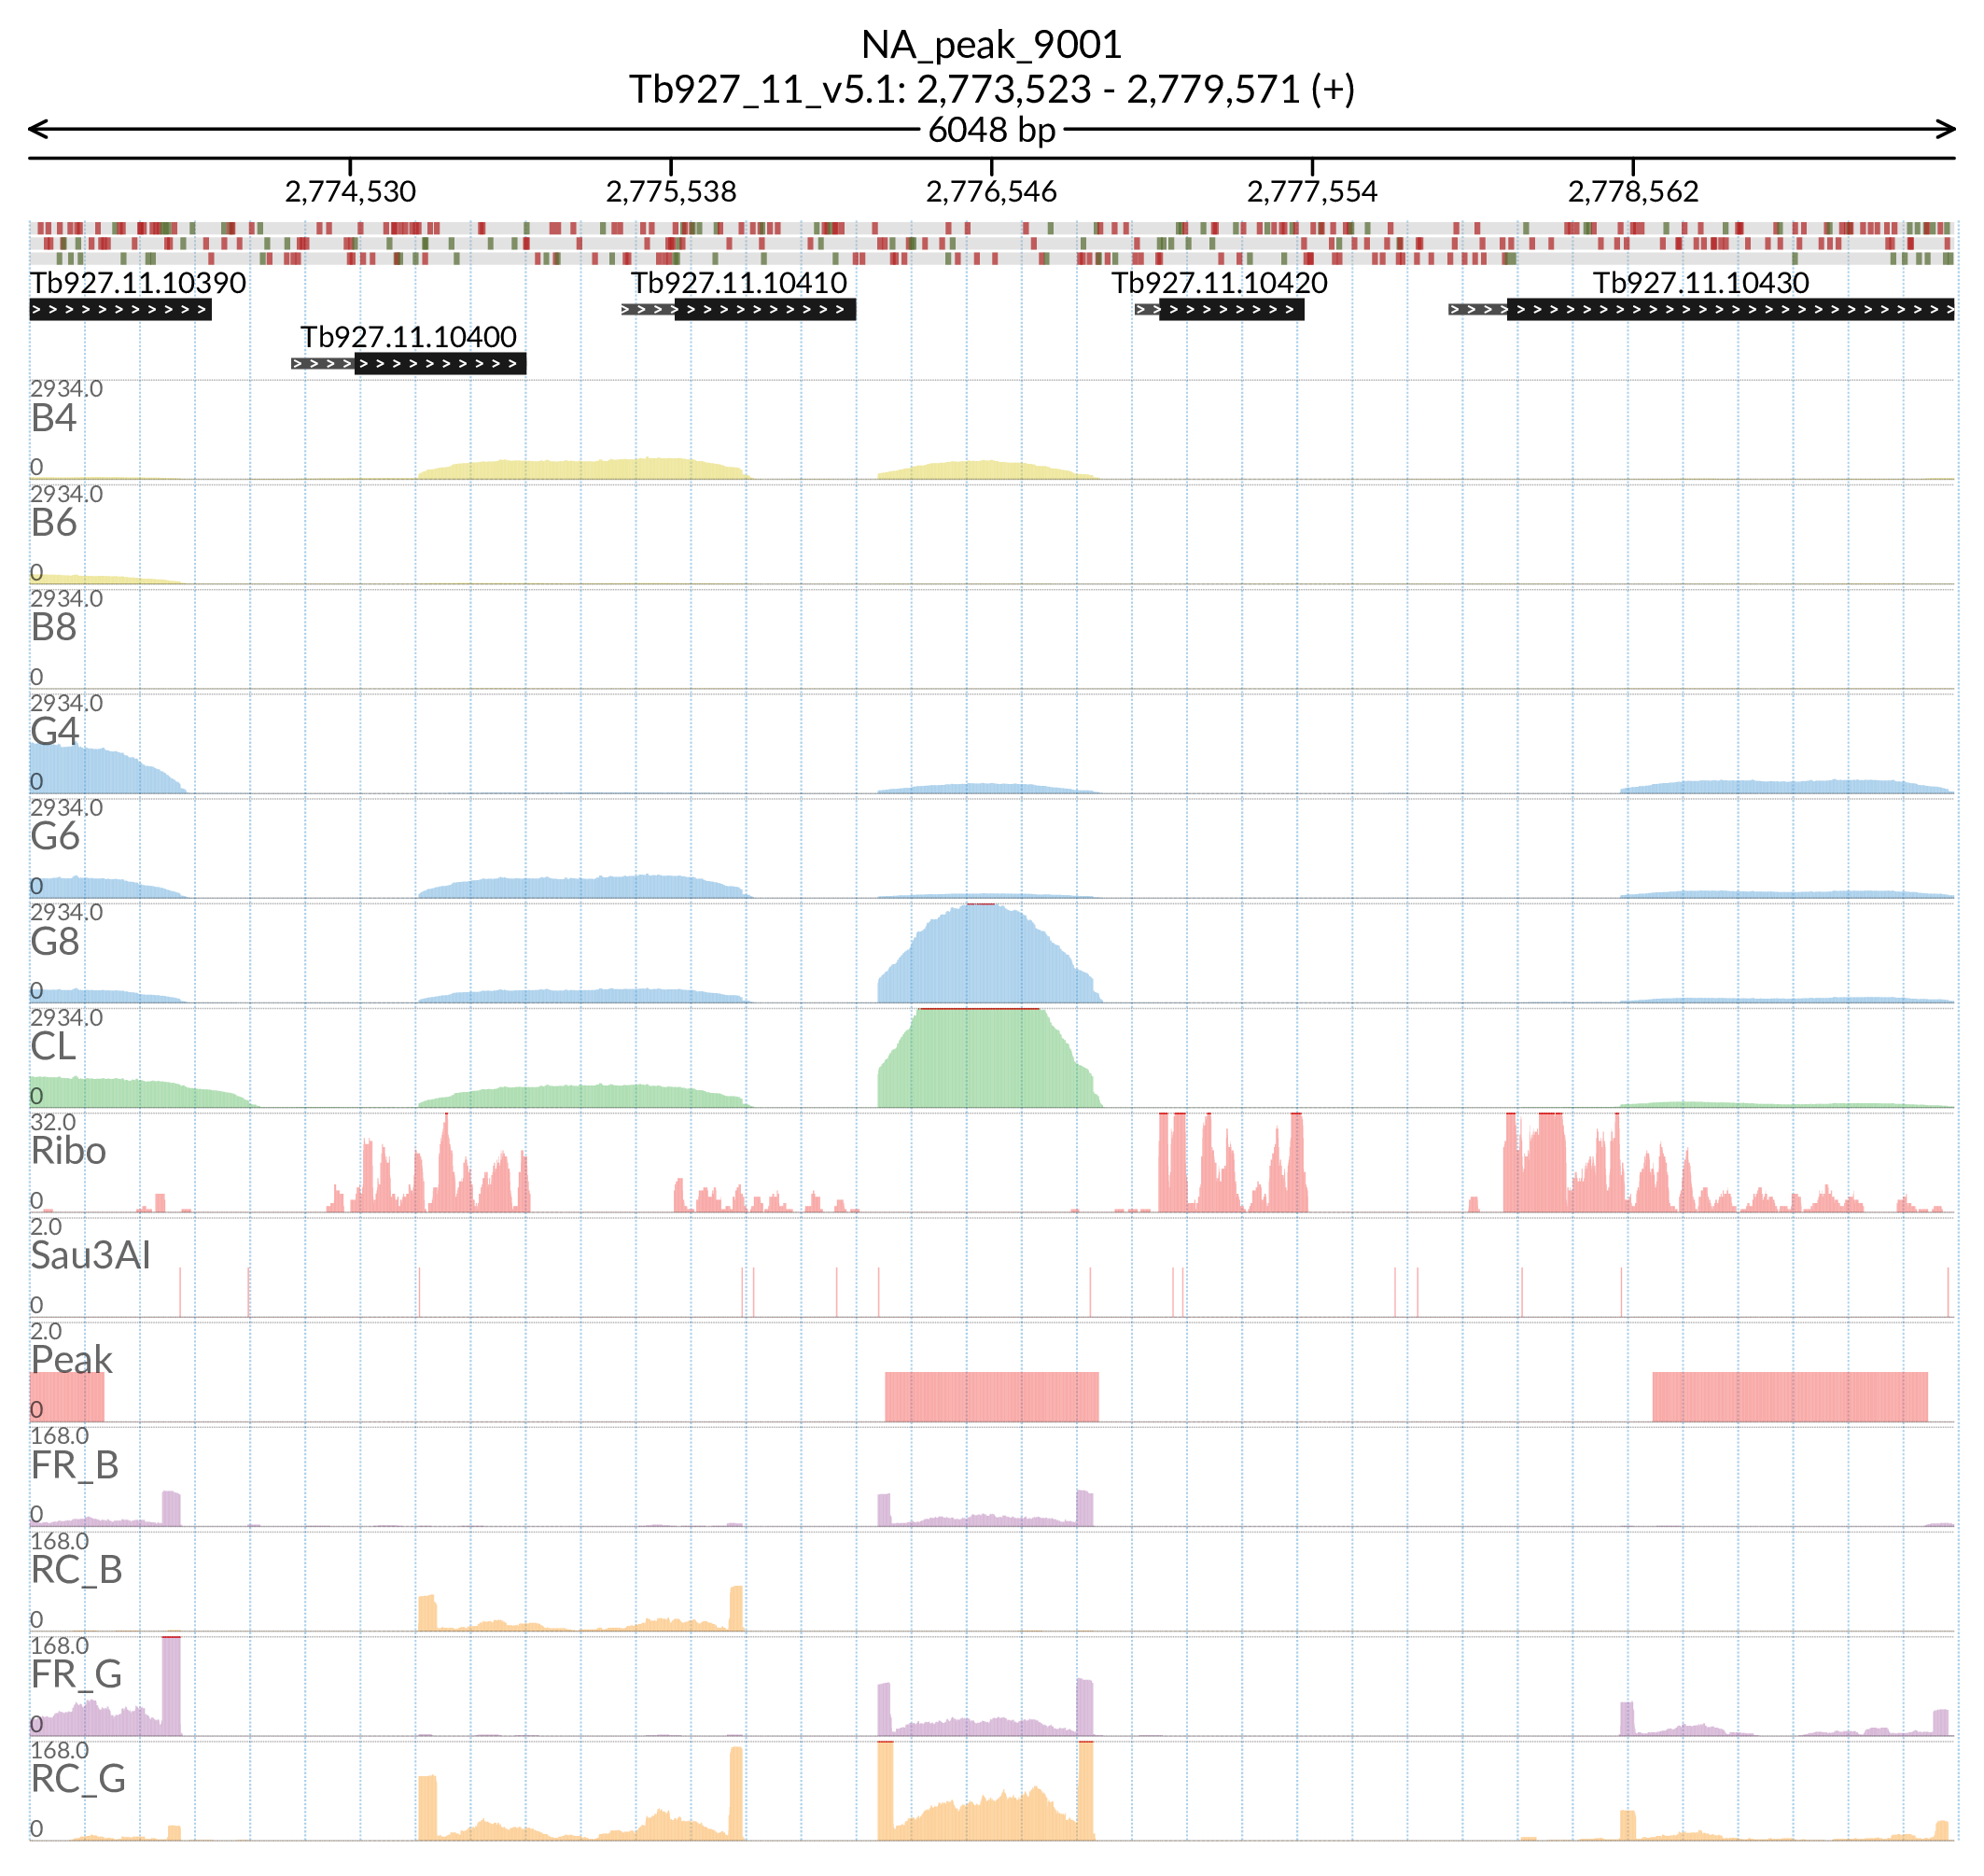 NA_peak_9001
Tb927_11_v5.1: 2,773,523 - 2,779,571 (+)
6048 bp
2,774,530 2,775,538 2,776,546 2,777,554 2,778,562
Tb927.11.10390 Tb927.11.10410 Tb927.11.10420 Tb927.11.10430
Tb927.11.10400
2934.0
B4
0
2934.0
B6
0
2934.0
B8
0
2934.0
G4
0
2934.0
G6
0
2934.0
G8
0
2934.0
CL
0
32.0
Ribo
0
2.0
Sau3AI
0
2.0
Peak
0
168.0
FR_B
0
168.0
RC_B
0
168.0
FR_G
0
168.0
RC_G
0